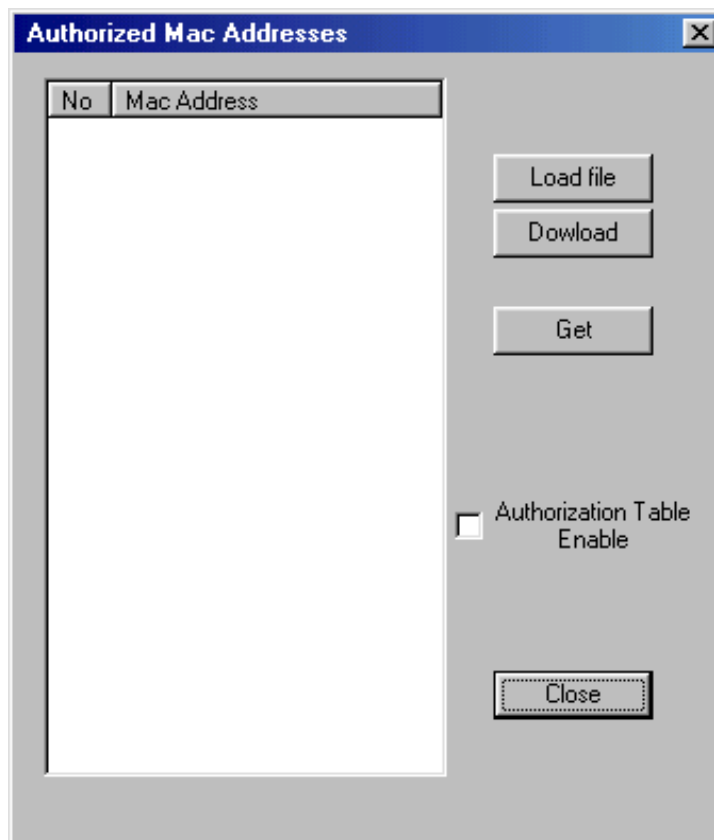 Authorized Mac Addresses
No Mac Address
Load file
Dowload
Get
Authorization Table
Enable
Close